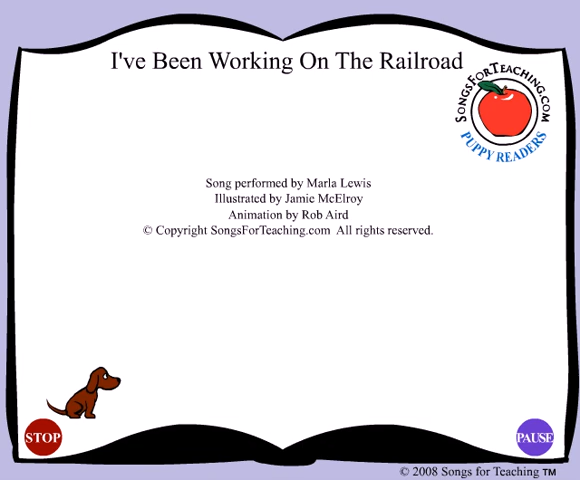 I've Been Working On The Railroad
SONGSFORTEACHING.COM
PUPPY READERS
Song performed by Marla Lewis
Illustrated by Jamie McElroy
Animation by Rob Aird
© Copyright SongsForTeaching.com  All rights reserved.
STOP
PAUSE
© 2008 Songs for Teaching ™